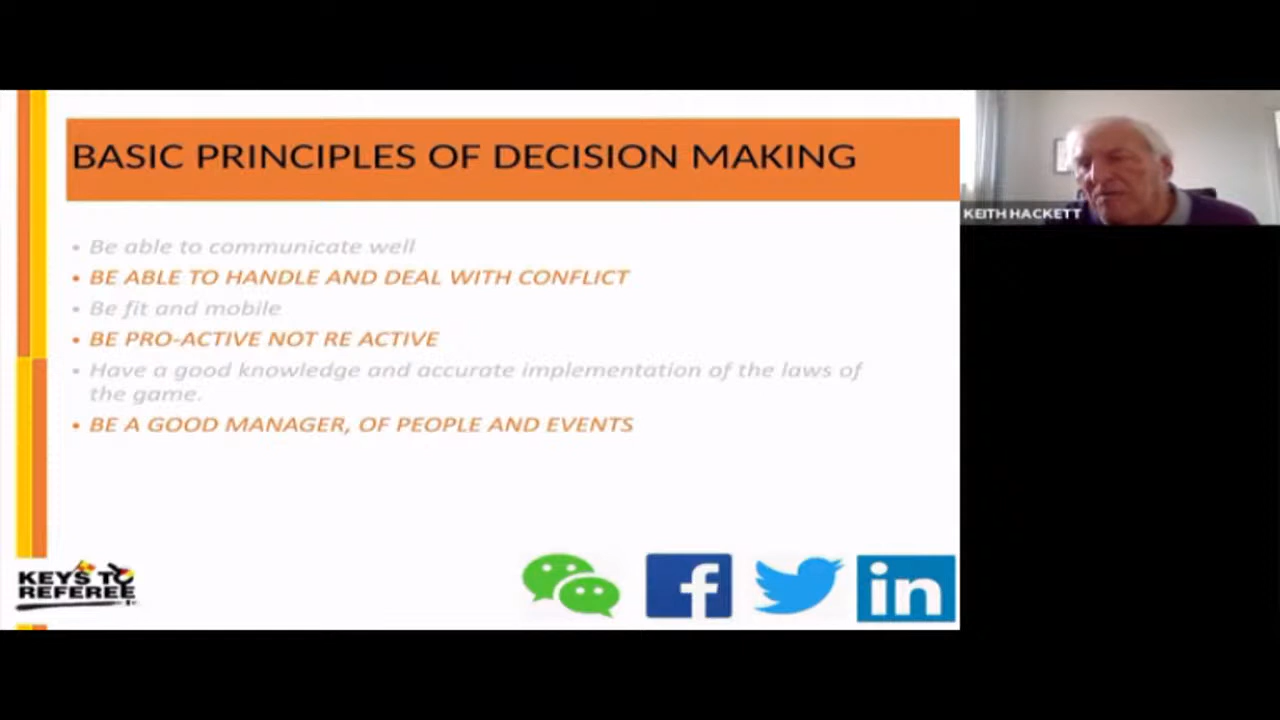 BASIC PRINCIPLES OF DECISION MAKING
KEITH HACKETT
• Be able to communicate well
• BE ABLE TO HANDLE AND DEAL WITH CONFLICT
• Be fit and mobile
• BE PRO-ACTIVE NOT RE ACTIVE
• Have a good knowledge and accurate implementation of the laws of
the game.
• BE A GOOD MANAGER, OF PEOPLE AND EVENTS
KEYS TO
REFEREE
f
in